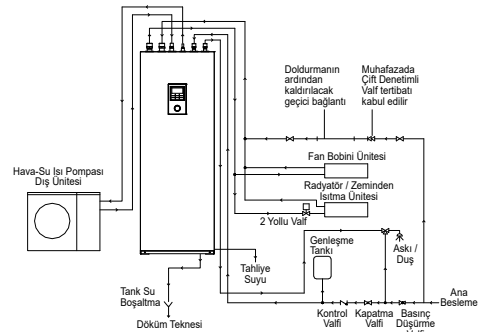 Doldurmanın
ardından
kaldırılacak
geçici bağlantı
Muhafazada
Çift Denetimli
Valf tertibatı
kabul edilir
Fan Bobini Ünitesi
Hava-Su Isı Pompası
Dış Ünitesi
Radyatör / Zeminden
Isıtma Ünitesi
2 Yollu Valf
Genleşme
Tankı
Askı /
Duş
Tahliye
Suyu
Tank Su
Boşaltma
Döküm Teknesi
Kontrol
Valfi
Kapatma
Valfi
Basınç
Düşürme
Valfi
Ana
Besleme